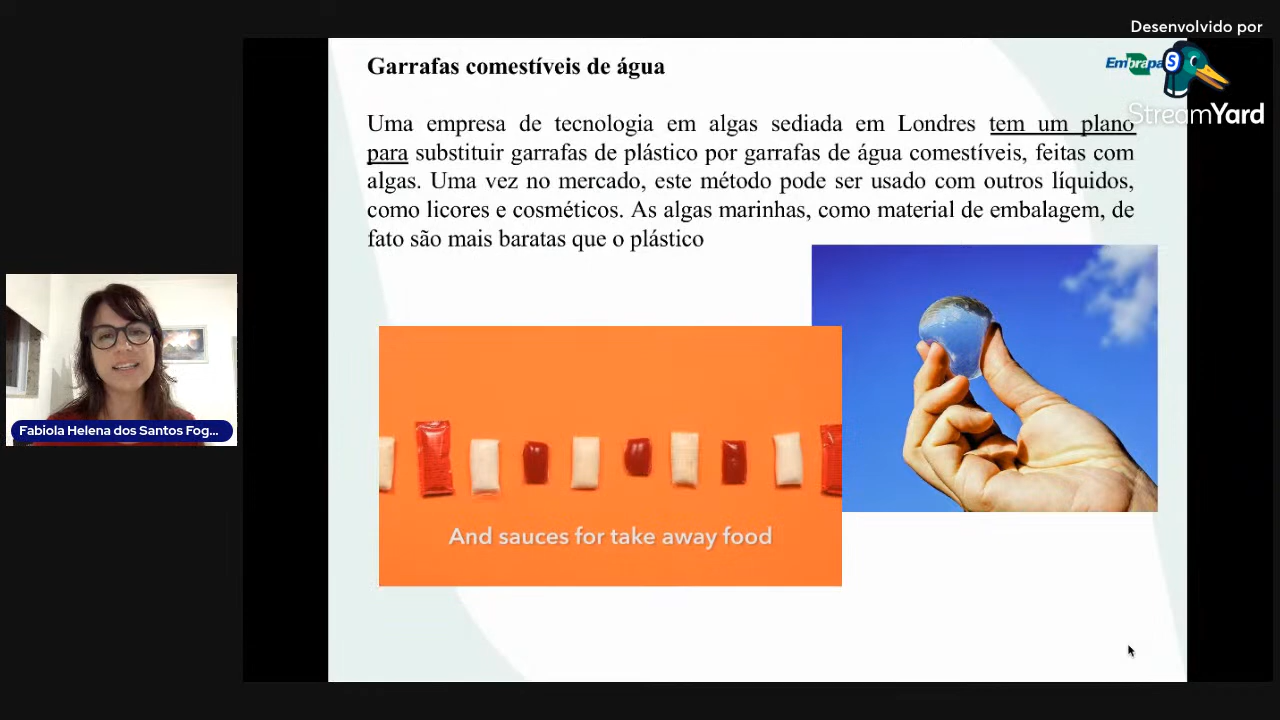 Desenvolvido por
StreamYard
Embrapa
Garrafas comestíveis de água
Uma empresa de tecnologia em algas sediada em Londres tem um plano
para substituir garrafas de plástico por garrafas de água comestíveis, feitas com
algas. Uma vez no mercado, este método pode ser usado com outros líquidos,
como licores e cosméticos. As algas marinhas, como material de embalagem, de
fato são mais baratas que o plástico
Fabiola Helena dos Santos Fog...
And sauces for take away food